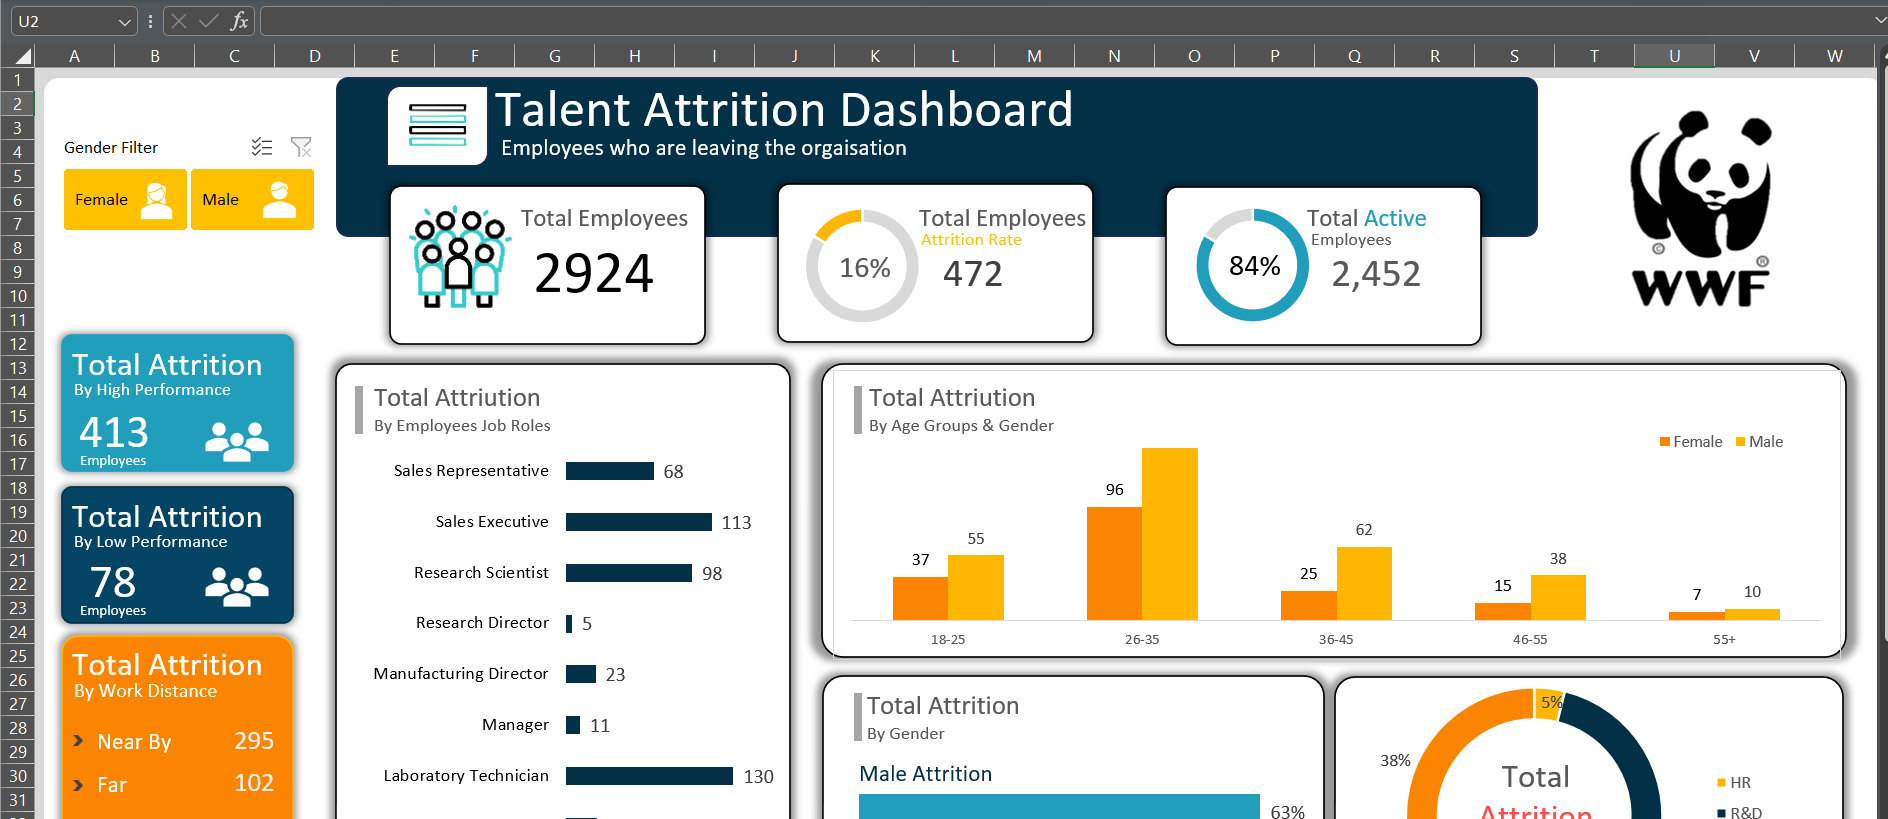 U2
fx
A B C D E F G H I J K L M N O P Q R S T U V W
1
2
3
4
5
6
7
8
9
10
11
12
13
14
15
16
17
18
19
20
21
22
23
24
25
26
27
28
29
30
31
Gender Filter
Female
Male
Talent Attrition Dashboard
Employees who are leaving the orgaisation
Total Employees
2924
16%
Total Employees
Attrition Rate
472
84%
Total Active
Employees
2,452
©
®
WWF
Total Attrition
By High Performance
413
Employees
Total Attrition
By Low Performance
78
Employees
Total Attrition
By Work Distance
Near By 295
Far 102
Total Attriution
By Employees Job Roles
Sales Representative 68
Sales Executive 113
Research Scientist 98
Research Director 5
Manufacturing Director 23
Manager 11
Laboratory Technician 130
Total Attriution
By Age Groups & Gender
Female Male
37 55 96 25 62 15 38 7 10
18-25 26-35 36-45 46-55 55+
Total Attrition
By Gender
Male Attrition
63%
5%
38%
Total
Attrition
HR
R&D